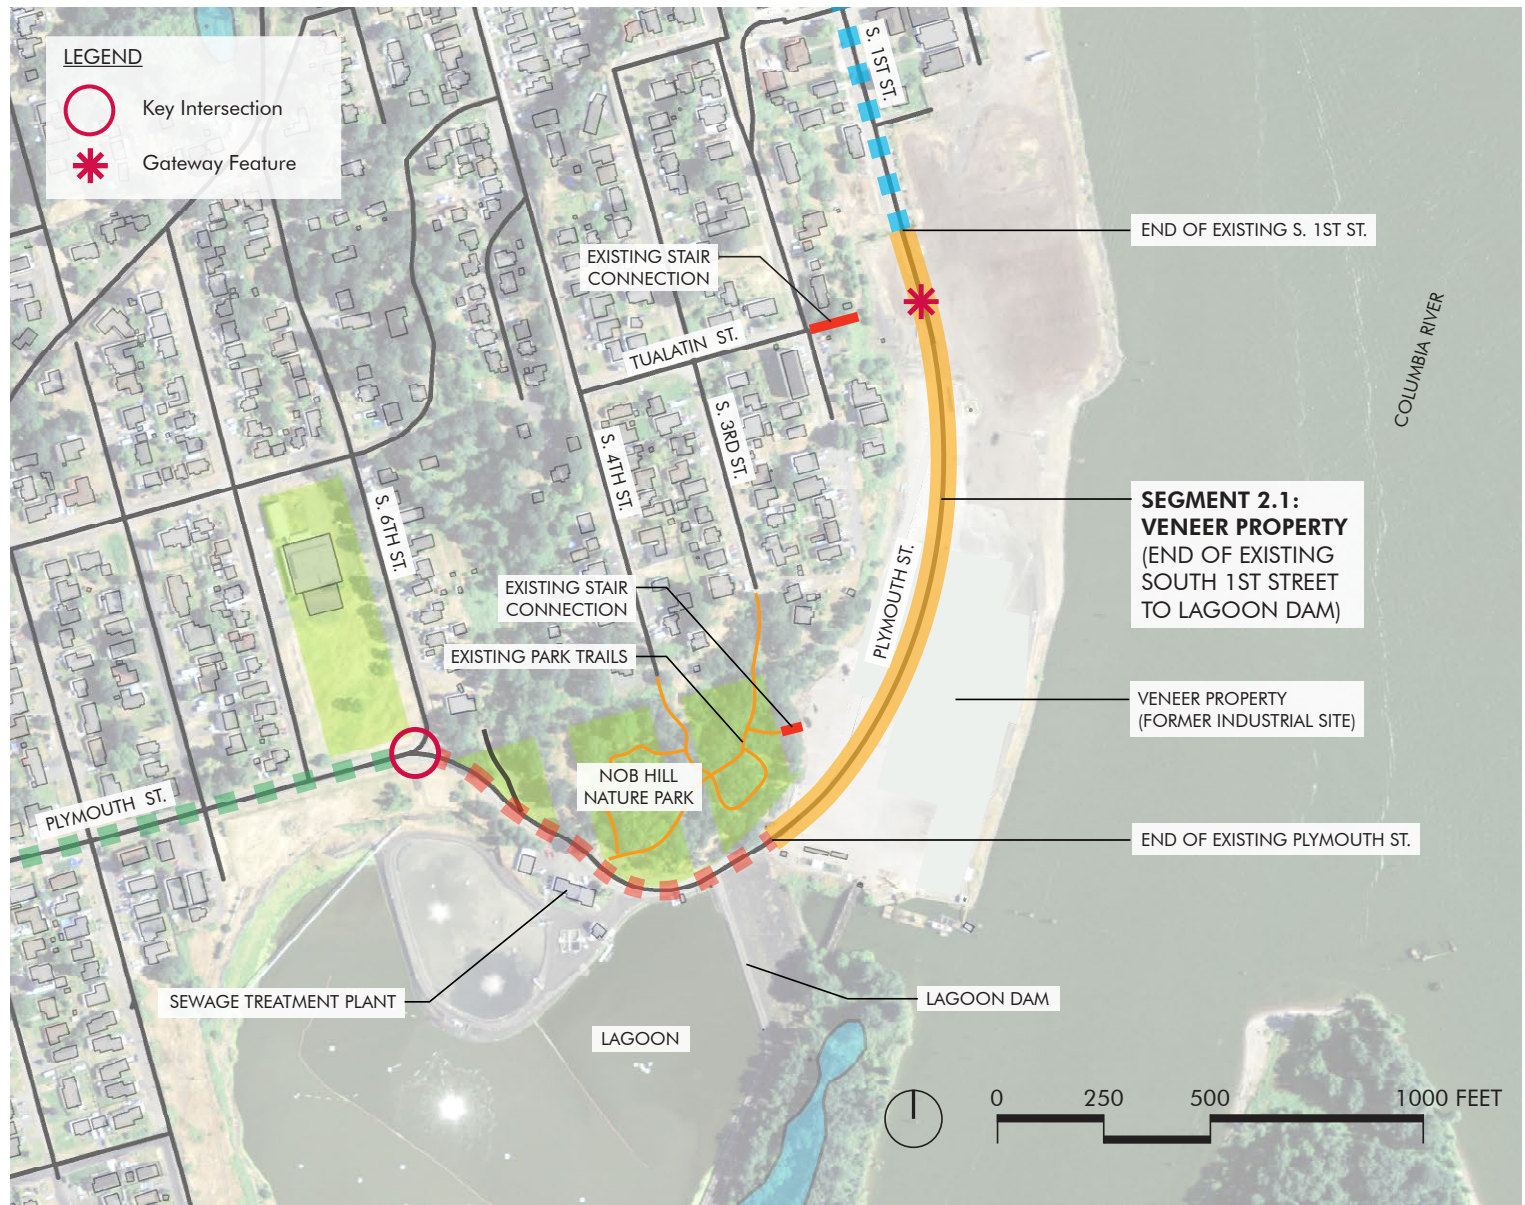 LEGEND
Key Intersection
Gateway Feature
S. 1ST ST.
END OF EXISTING S. 1ST ST.
EXISTING STAIR
CONNECTION
TUALATIN ST.
COLUMBIA RIVER
S. 3RD ST.
S. 4TH ST.
S. 6TH ST.
SEGMENT 2.1:
VENEER PROPERTY
(END OF EXISTING
SOUTH 1ST STREET
TO LAGOON DAM)
PLYMOUTH ST.
EXISTING STAIR
CONNECTION
EXISTING PARK TRAILS
VENEER PROPERTY
(FORMER INDUSTRIAL SITE)
NOB HILL
NATURE PARK
PLYMOUTH ST.
END OF EXISTING PLYMOUTH ST.
SEWAGE TREATMENT PLANT
LAGOON DAM
LAGOON
0 250 500 1000 FEET